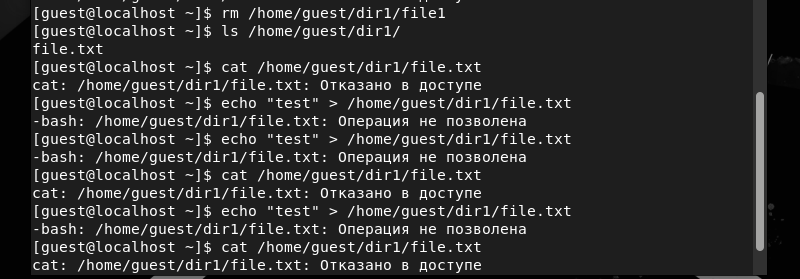 [guest@localhost ~]$ rm /home/guest/dir1/file1
[guest@localhost ~]$ ls /home/guest/dir1/
file.txt
[guest@localhost ~]$ cat /home/guest/dir1/file.txt
cat: /home/guest/dir1/file.txt: Отказано в доступе
[guest@localhost ~]$ echo "test" > /home/guest/dir1/file.txt
-bash: /home/guest/dir1/file.txt: Операция не позволена
[guest@localhost ~]$ echo "test" > /home/guest/dir1/file.txt
-bash: /home/guest/dir1/file.txt: Операция не позволена
[guest@localhost ~]$ cat /home/guest/dir1/file.txt
cat: /home/guest/dir1/file.txt: Отказано в доступе
[guest@localhost ~]$ echo "test" > /home/guest/dir1/file.txt
-bash: /home/guest/dir1/file.txt: Операция не позволена
[guest@localhost ~]$ cat /home/guest/dir1/file.txt
cat: /home/guest/dir1/file.txt: Отказано в доступе